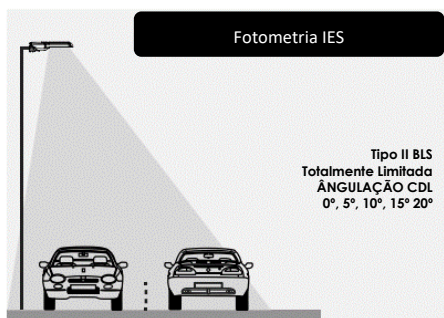 Fotometria IES
Tipo II BLS
Totalmente Limitada
ÂNGULAÇÃO CDL
0º, 5º, 10º, 15º 20º